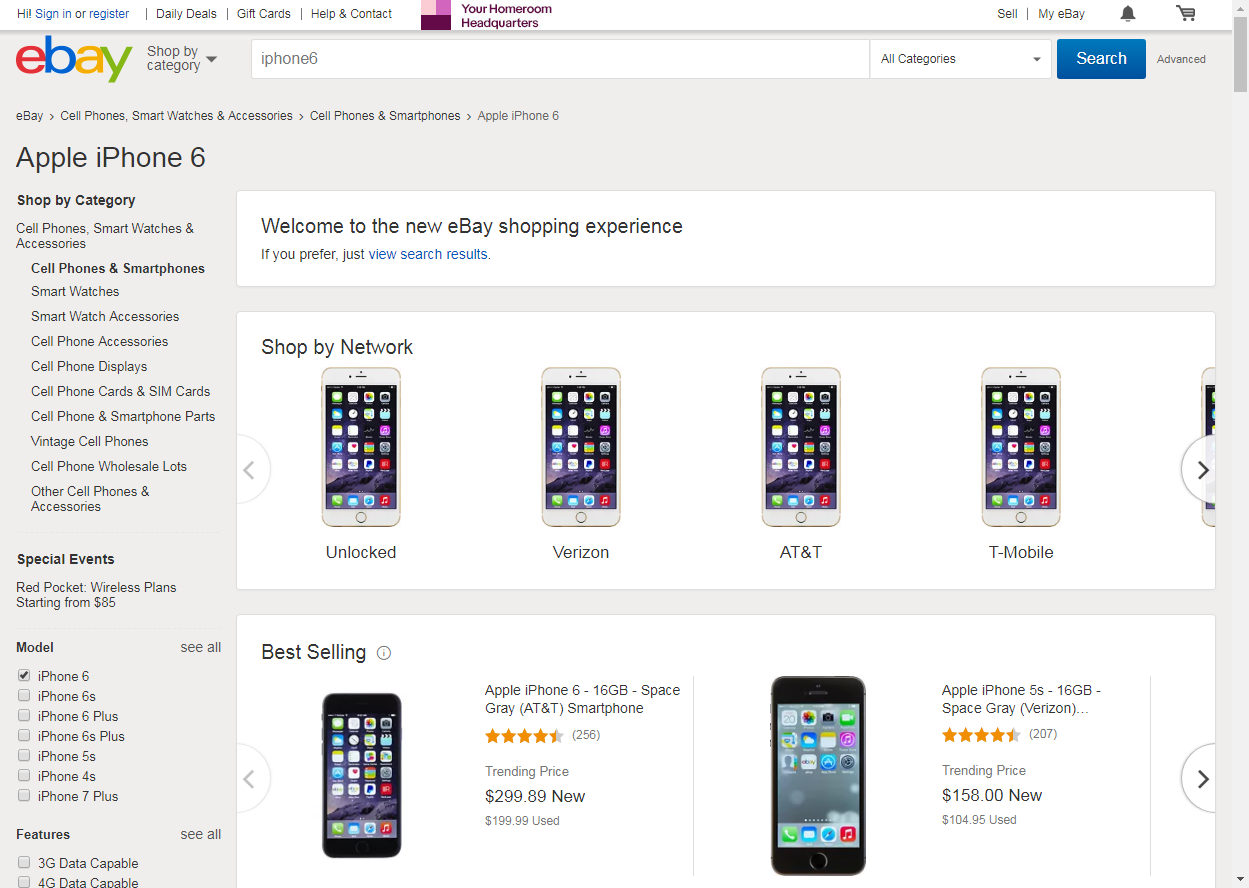 Hi! Sign in or register | Daily Deals | Gift Cards | Help & Contact
Your Homeroom
Headquarters
Sell | My eBay
ebay
Shop by
category
iphone6
All Categories
Search
Advanced
eBay > Cell Phones, Smart Watches & Accessories > Cell Phones & Smartphones > Apple iPhone 6
Apple iPhone 6
Shop by Category
Cell Phones, Smart Watches &
Accessories
Cell Phones & Smartphones
Smart Watches
Smart Watch Accessories
Cell Phone Accessories
Cell Phone Displays
Cell Phone Cards & SIM Cards
Cell Phone & Smartphone Parts
Vintage Cell Phones
Cell Phone Wholesale Lots
Other Cell Phones &
Accessories
Special Events
Red Pocket: Wireless Plans
Starting from $85
Model
see all
iPhone 6
iPhone 6s
iPhone 6 Plus
iPhone 6s Plus
iPhone 5s
iPhone 4s
iPhone 7 Plus
Features
see all
3G Data Capable
4G Data Capable
Welcome to the new eBay shopping experience
If you prefer, just view search results.
Shop by Network
Unlocked
Verizon
AT&T
T-Mobile
Best Selling
Apple iPhone 6 - 16GB - Space
Gray (AT&T) Smartphone
(256)
Trending Price
$299.89 New
$199.99 Used
Apple iPhone 5s - 16GB -
Space Gray (Verizon)...
(207)
Trending Price
$158.00 New
$104.95 Used